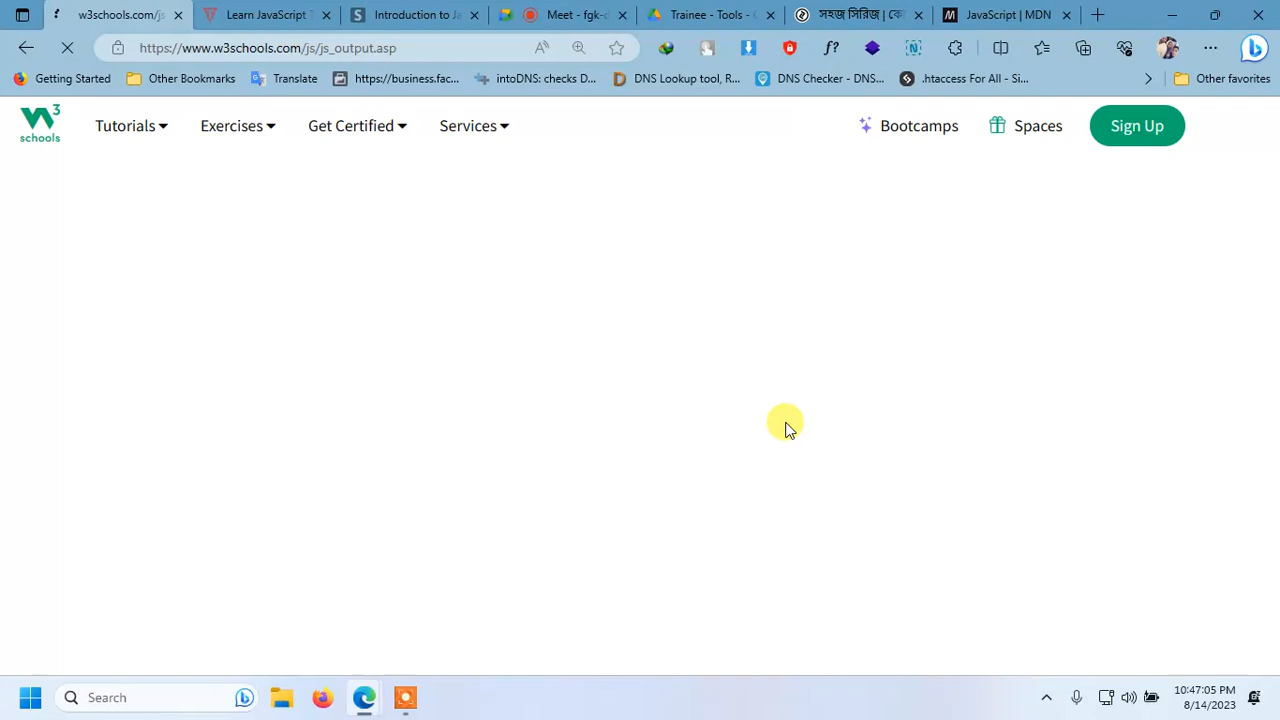 w3schools.com/js
Learn JavaScript T
Introduction to Ja
Meet - fgk-d
Trainee - Tools - G
সহজ সিরিজ | কো
JavaScript | MDN
https://www.w3schools.com/js/js_output.asp
Getting Started
Other Bookmarks
Translate
https://business.fac...
intoDNS: checks D...
DNS Lookup tool, R...
DNS Checker - DNS...
.htaccess For All - Si...
Other favorites
W3 schools
Tutorials
Exercises
Get Certified
Services
Bootcamps
Spaces
Sign Up
Search
10:47:05 PM
8/14/2023